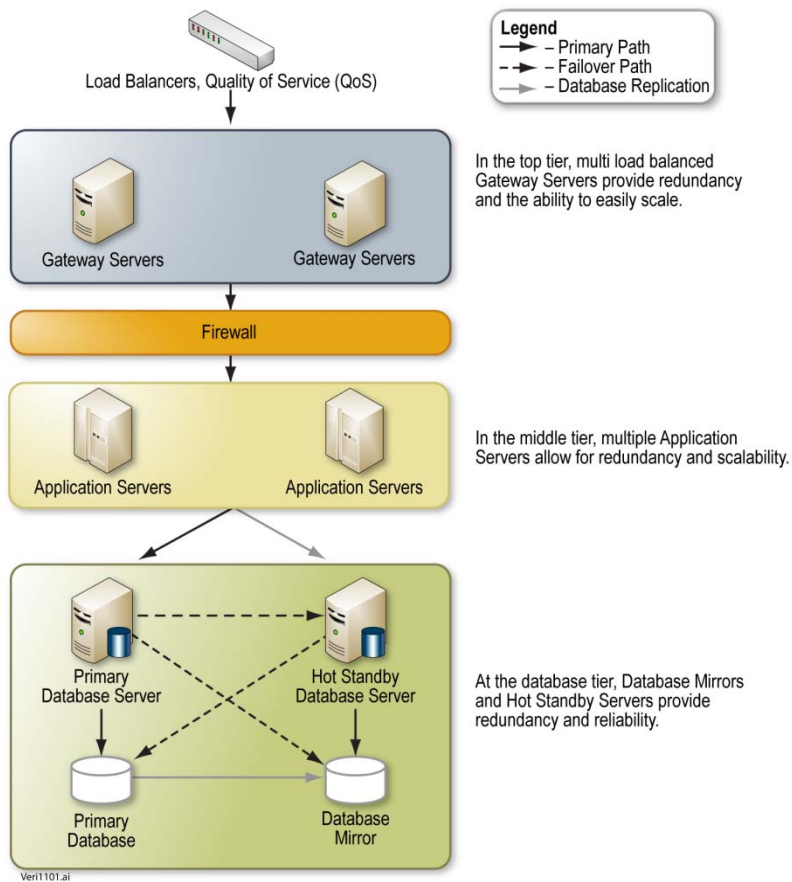 Legend
– Primary Path
– Failover Path
– Database Replication
Load Balancers, Quality of Service (QoS)
In the top tier, multi load balanced
Gateway Servers provide redundancy
and the ability to easily scale.
Gateway Servers
Gateway Servers
Firewall
In the middle tier, multiple Application
Servers allow for redundancy and scalability.
Application Servers
Application Servers
Primary
Database Server
Hot Standby
Database Server
At the database tier, Database Mirrors
and Hot Standby Servers provide
redundancy and reliability.
Primary
Database
Database
Mirror
Veri1101.ai